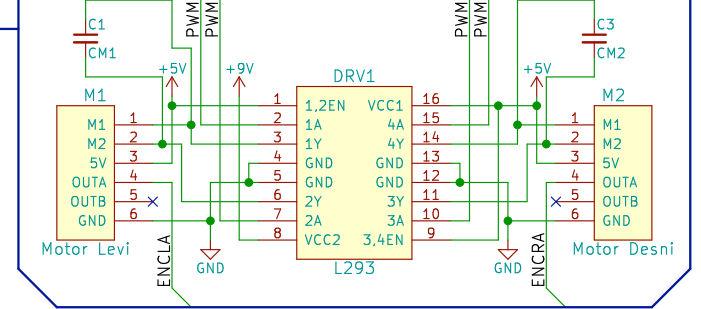 C1
CM1
PWM
PWM
PWM
PWM
C3
CM2
+5V
+9V
DRV1
+5V
M1
M2
1 1,2EN VCC1 16
2 1A 4A 15
3 1Y 4Y 14
4 GND GND 13
5 GND GND 12
6 2Y 3Y 11
7 2A 3A 10
8 VCC2 3,4EN 9
M1 1
M2 2
5V 3
OUTA 4
OUTB 5
GND 6
1 M1
2 M2
3 5V
4 OUTA
5 OUTB
6 GND
Motor Levi
Motor Desni
ENCLA
ENCRA
GND
L293
GND